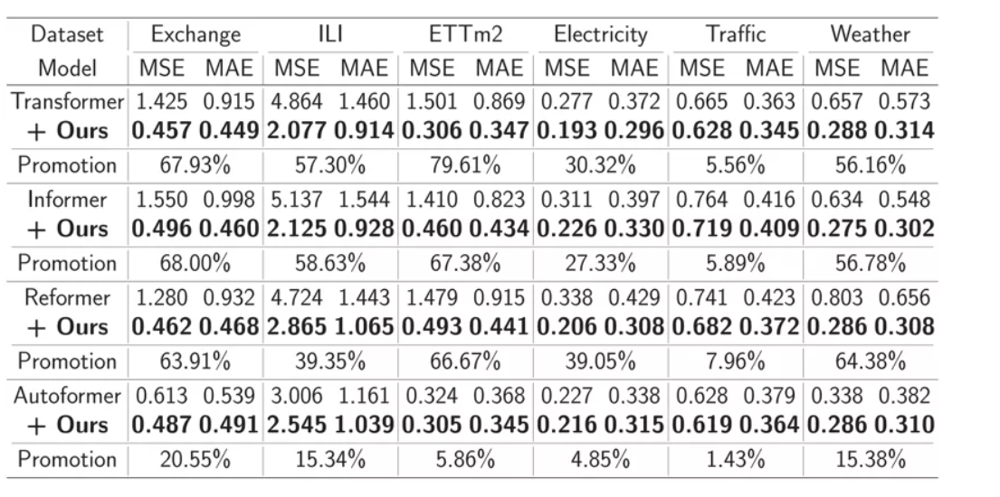 Dataset Exchange ILI ETTm2 Electricity Traffic Weather
Model MSE MAE MSE MAE MSE MAE MSE MAE MSE MAE MSE MAE
Transformer 1.425 0.915 4.864 1.460 1.501 0.869 0.277 0.372 0.665 0.363 0.657 0.573
+ Ours 0.457 0.449 2.077 0.914 0.306 0.347 0.193 0.296 0.628 0.345 0.288 0.314
Promotion 67.93% 57.30% 79.61% 30.32% 5.56% 56.16%
Informer 1.550 0.998 5.137 1.544 1.410 0.823 0.311 0.397 0.764 0.416 0.634 0.548
+ Ours 0.496 0.460 2.125 0.928 0.460 0.434 0.226 0.330 0.719 0.409 0.275 0.302
Promotion 68.00% 58.63% 67.38% 27.33% 5.89% 56.78%
Reformer 1.280 0.932 4.724 1.443 1.479 0.915 0.338 0.429 0.741 0.423 0.803 0.656
+ Ours 0.462 0.468 2.865 1.065 0.493 0.441 0.206 0.308 0.682 0.372 0.286 0.308
Promotion 63.91% 39.35% 66.67% 39.05% 7.96% 64.38%
Autoformer 0.613 0.539 3.006 1.161 0.324 0.368 0.227 0.338 0.628 0.379 0.338 0.382
+ Ours 0.487 0.491 2.545 1.039 0.305 0.345 0.216 0.315 0.619 0.364 0.286 0.310
Promotion 20.55% 15.34% 5.86% 4.85% 1.43% 15.38%